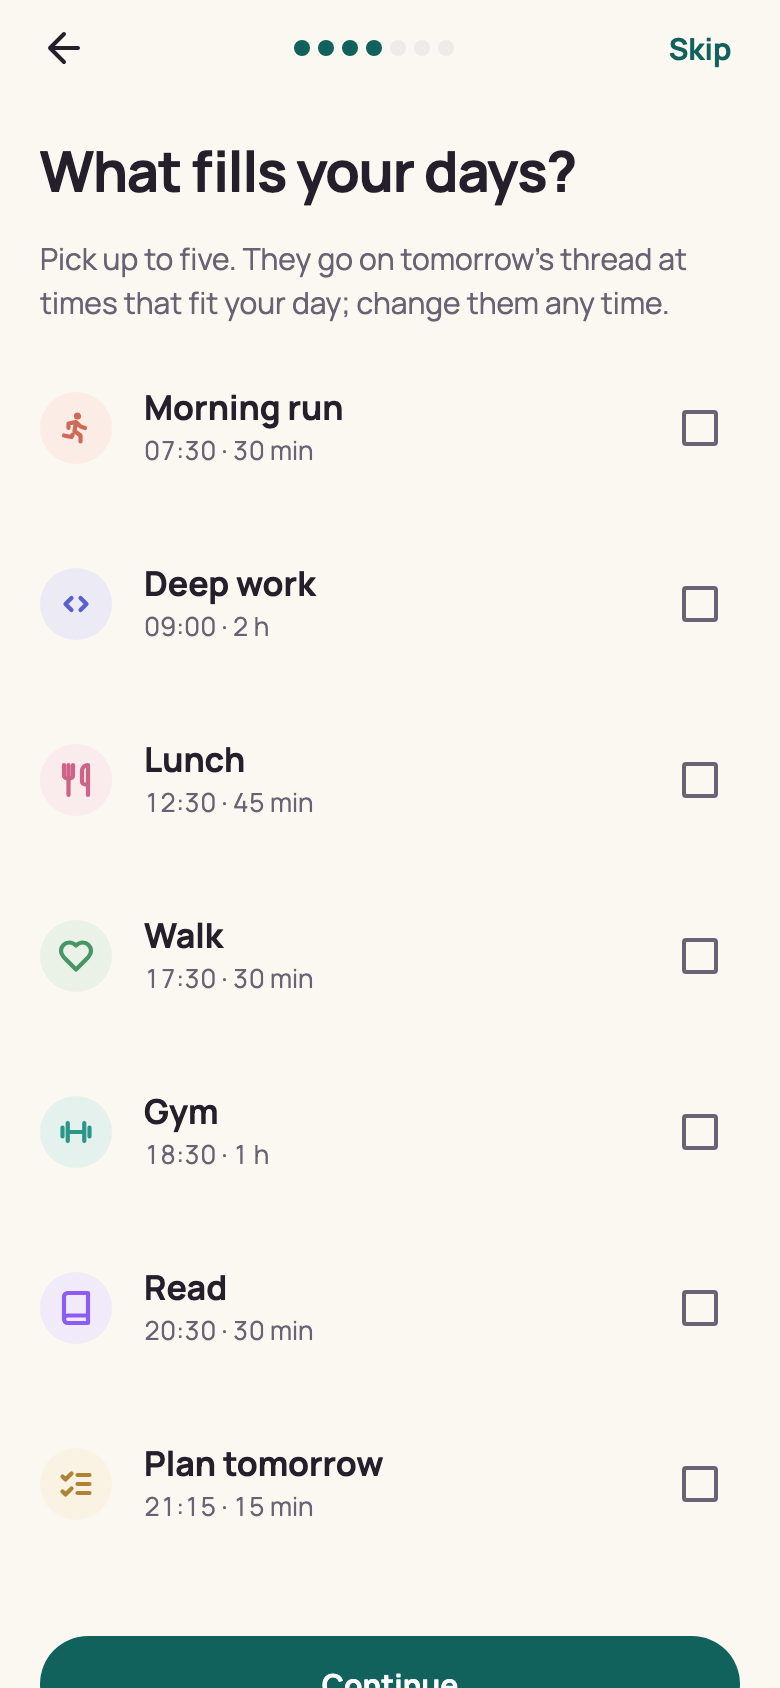 Skip
What fills your days?
Pick up to five. They go on tomorrow’s thread at
times that fit your day; change them any time.
Morning run
07:30 · 30 min
Deep work
09:00 · 2 h
Lunch
12:30 · 45 min
Walk
17:30 · 30 min
Gym
18:30 · 1 h
Read
20:30 · 30 min
Plan tomorrow
21:15 · 15 min
Continue